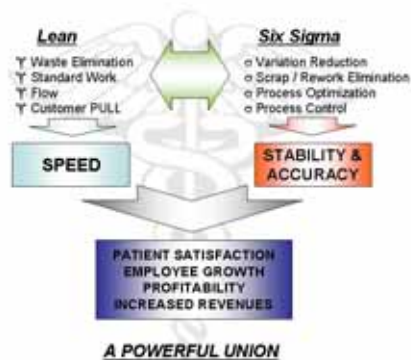 Lean
Waste Elimination
Standard Work
Flow
Customer PULL
SPEED
Six Sigma
Variation Reduction
Scrap / Rework Elimination
Process Optimization
Process Control
STABILITY &
ACCURACY
PATIENT SATISFACTION
EMPLOYEE GROWTH
PROFITABILITY
INCREASED REVENUES
A POWERFUL UNION